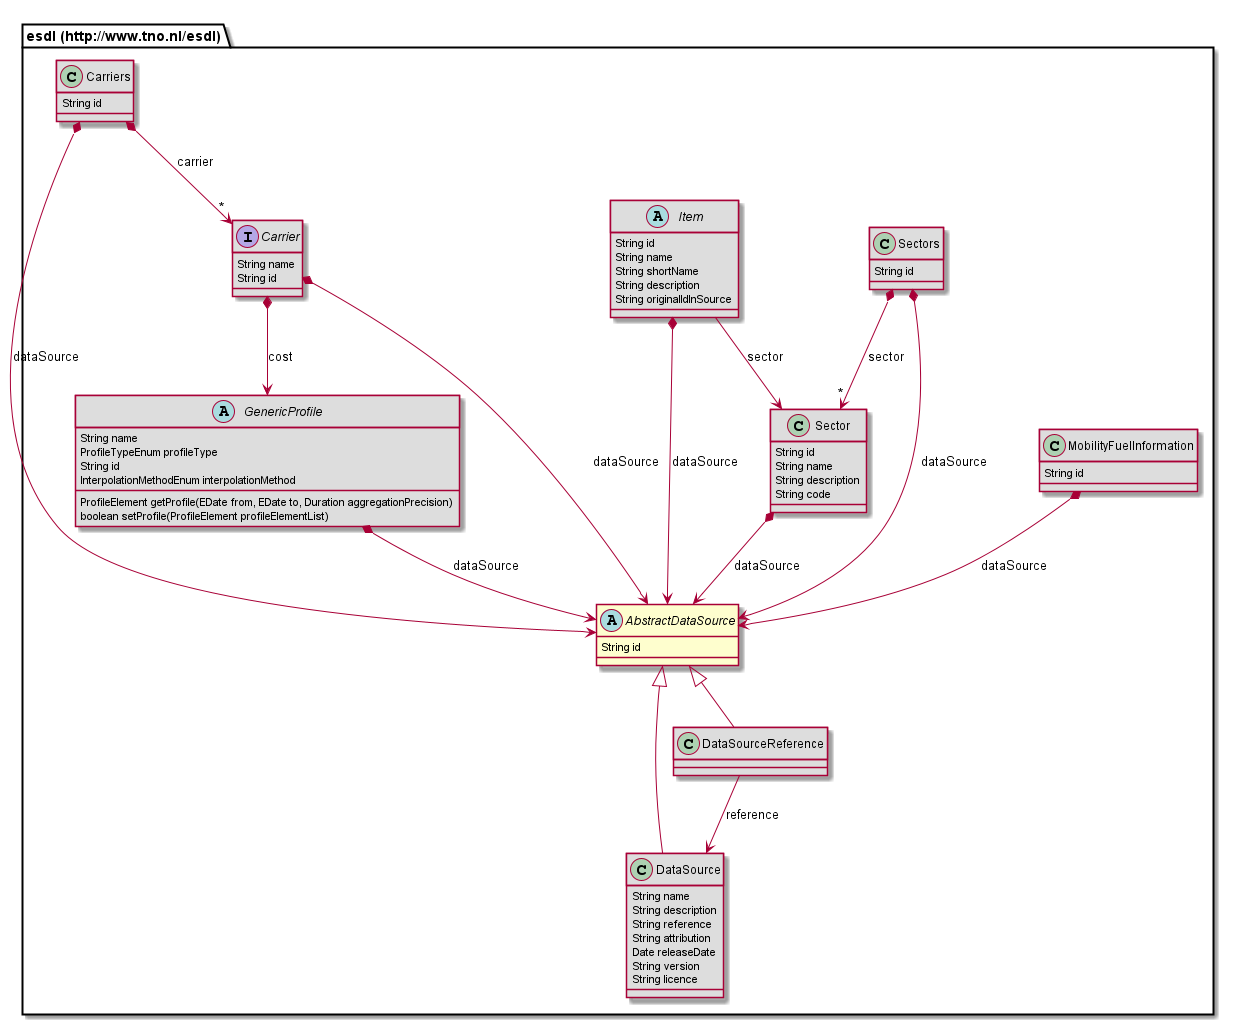 esdl (http://www.tno.nl/esdl)
C Carriers
String id
carrier
*
I Carrier
String name
String id
A Item
String id
String name
String shortName
String description
String originalIdInSource
C Sectors
String id
dataSource
cost
sector
sector
*
A GenericProfile
String name
ProfileTypeEnum profileType
String id
InterpolationMethodEnum interpolationMethod
ProfileElement getProfile(EDate from, EDate to, Duration aggregationPrecision)
boolean setProfile(ProfileElement profileElementList)
dataSource
dataSource
C Sector
String id
String name
String description
String code
dataSource
C MobilityFuelInformation
String id
dataSource
dataSource
dataSource
A AbstractDataSource
String id
C DataSourceReference
reference
C DataSource
String name
String description
String reference
String attribution
Date releaseDate
String version
String licence